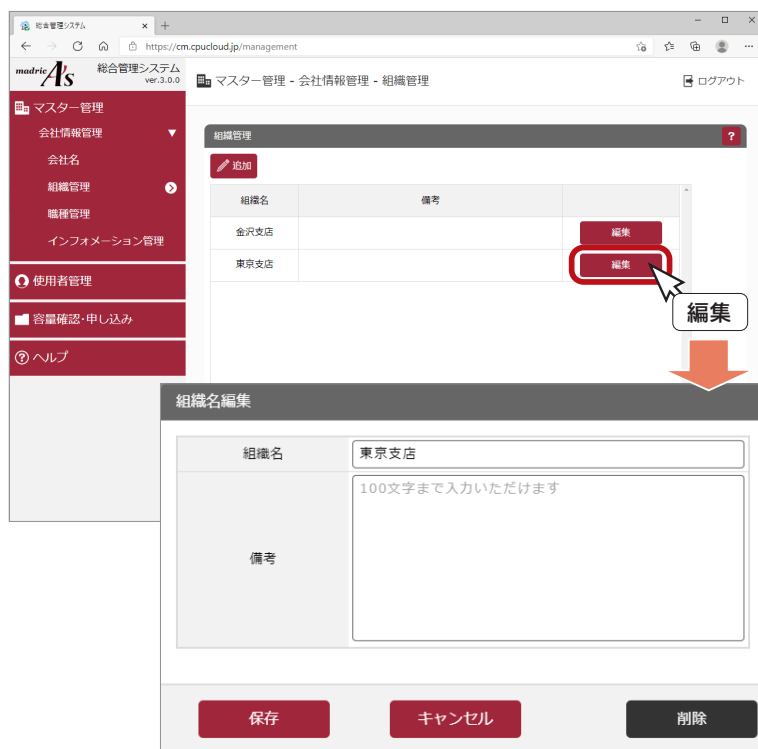 総合管理システム
https://cm.cpucloud.jp/management
madric A's 総合管理システム
ver.3.0.0
マスター管理 - 会社情報管理 - 組織管理
ログアウト
マスター管理
会社情報管理 ▼
会社名
組織管理
職種管理
インフォメーション管理
使用者管理
容量確認・申し込み
ヘルプ
組織管理 ?
追加
組織名 備考
金沢支店 編集
東京支店 編集
編集
組織名編集
組織名 東京支店
備考 100文字まで入力いただけます
保存 キャンセル 削除